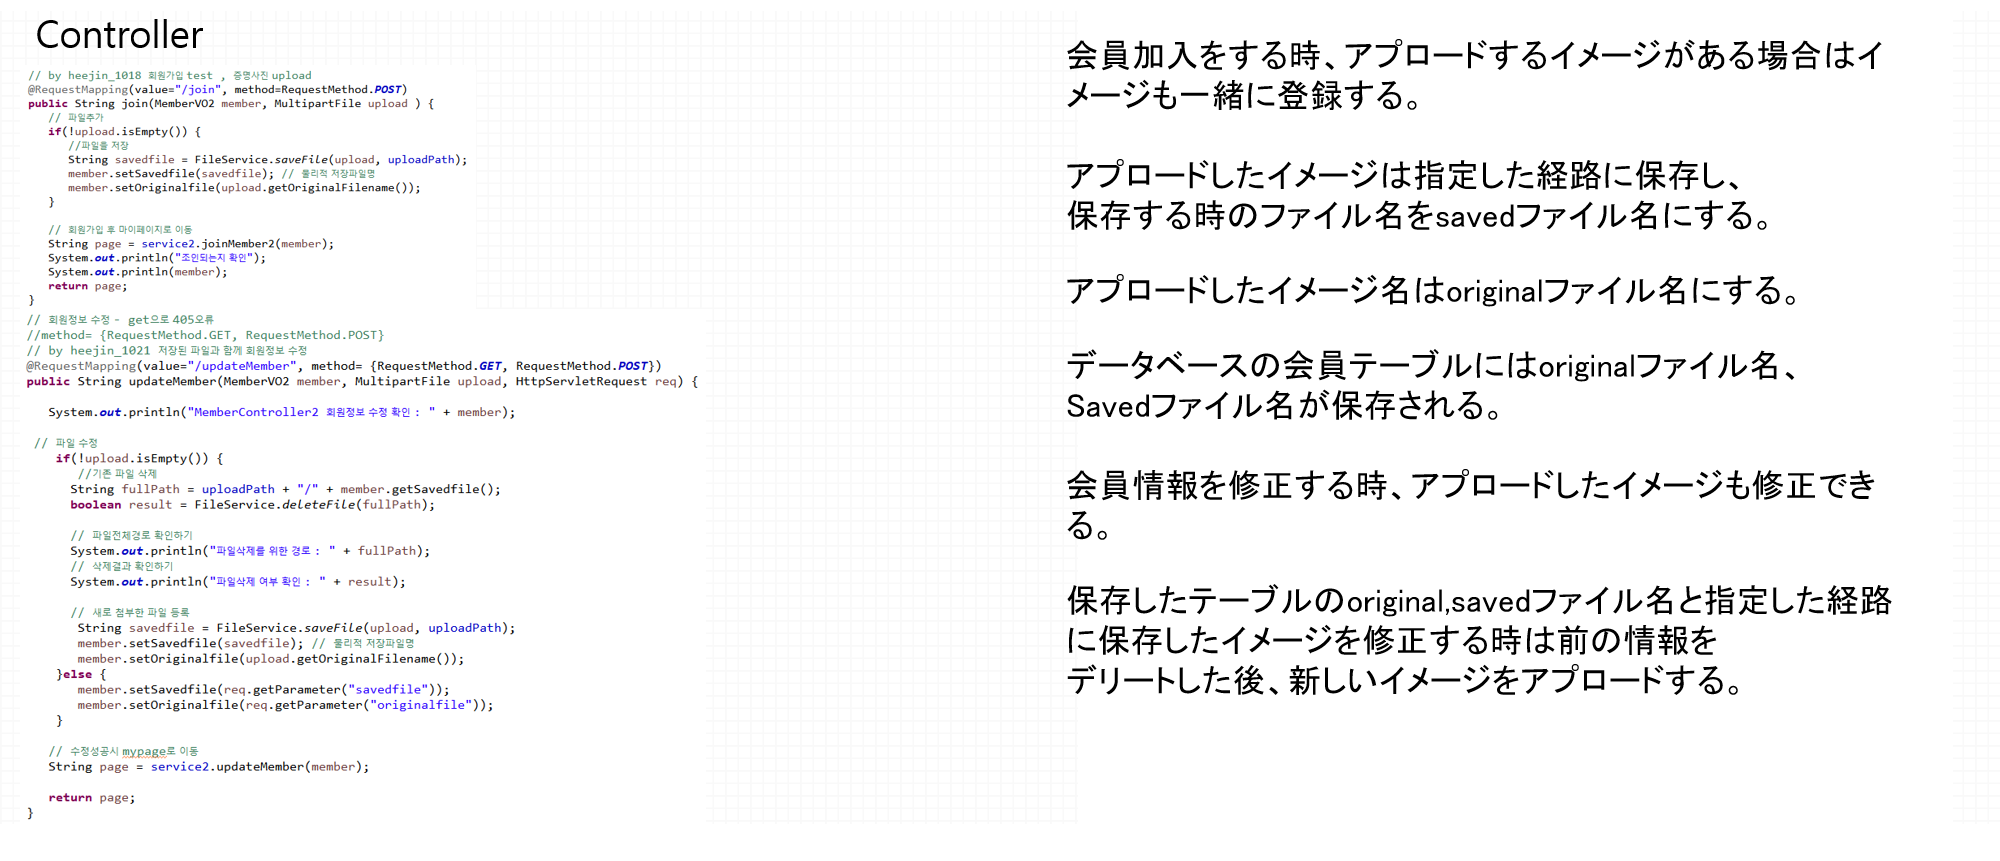 Controller
// by heejin_1018 회원가입 test , 증명사진 upload
@RequestMapping(value="/join", method=RequestMethod.POST)
public String join(MemberVO2 member, MultipartFile upload ) {
// 파일추가
if(!upload.isEmpty()) {
//파일을 저장
String savedfile = FileService.saveFile(upload, uploadPath);
member.setSavedfile(savedfile); // 물리적 저장파일명
member.setOriginalfile(upload.getOriginalFilename());
}
// 회원가입 후 마이페이지로 이동
String page = service2.joinMember2(member);
System.out.println("조인되는지 확인");
System.out.println(member);
return page;
}
// 회원정보 수정 - get으로 405오류
//method= {RequestMethod.GET, RequestMethod.POST}
// by heejin_1021 저장된 파일과 함께 회원정보 수정
@RequestMapping(value="/updateMember", method= {RequestMethod.GET, RequestMethod.POST})
public String updateMember(MemberVO2 member, MultipartFile upload, HttpServletRequest req) {
System.out.println("MemberController2 회원정보 수정 확인 : " + member);
// 파일 수정
if(!upload.isEmpty()) {
//기존 파일 삭제
String fullPath = uploadPath + "/" + member.getSavedfile();
boolean result = FileService.deleteFile(fullPath);
// 파일전체경로 확인하기
System.out.println("파일삭제를 위한 경로 : " + fullPath);
// 삭제결과 확인하기
System.out.println("파일삭제 여부 확인 : " + result);
// 새로 첨부한 파일 등록
String savedfile = FileService.saveFile(upload, uploadPath);
member.setSavedfile(savedfile); // 물리적 저장파일명
member.setOriginalfile(upload.getOriginalFilename());
}else {
member.setSavedfile(req.getParameter("savedfile"));
member.setOriginalfile(req.getParameter("originalfile"));
}
// 수정성공시 mypage로 이동
String page = service2.updateMember(member);
return page;
}
会員加入をする時、アプロードするイメージがある場合はイ
メージも一緒に登録する。
アプロードしたイメージは指定した経路に保存し、
保存する時のファイル名をsavedファイル名にする。
アプロードしたイメージ名はoriginalファイル名にする。
データベースの会員テーブルにはoriginalファイル名、
Savedファイル名が保存される。
会員情報を修正する時、アプロードしたイメージも修正でき
る。
保存したテーブルのoriginal,savedファイル名と指定した経路
に保存したイメージを修正する時は前の情報を
デリートした後、新しいイメージをアプロードする。